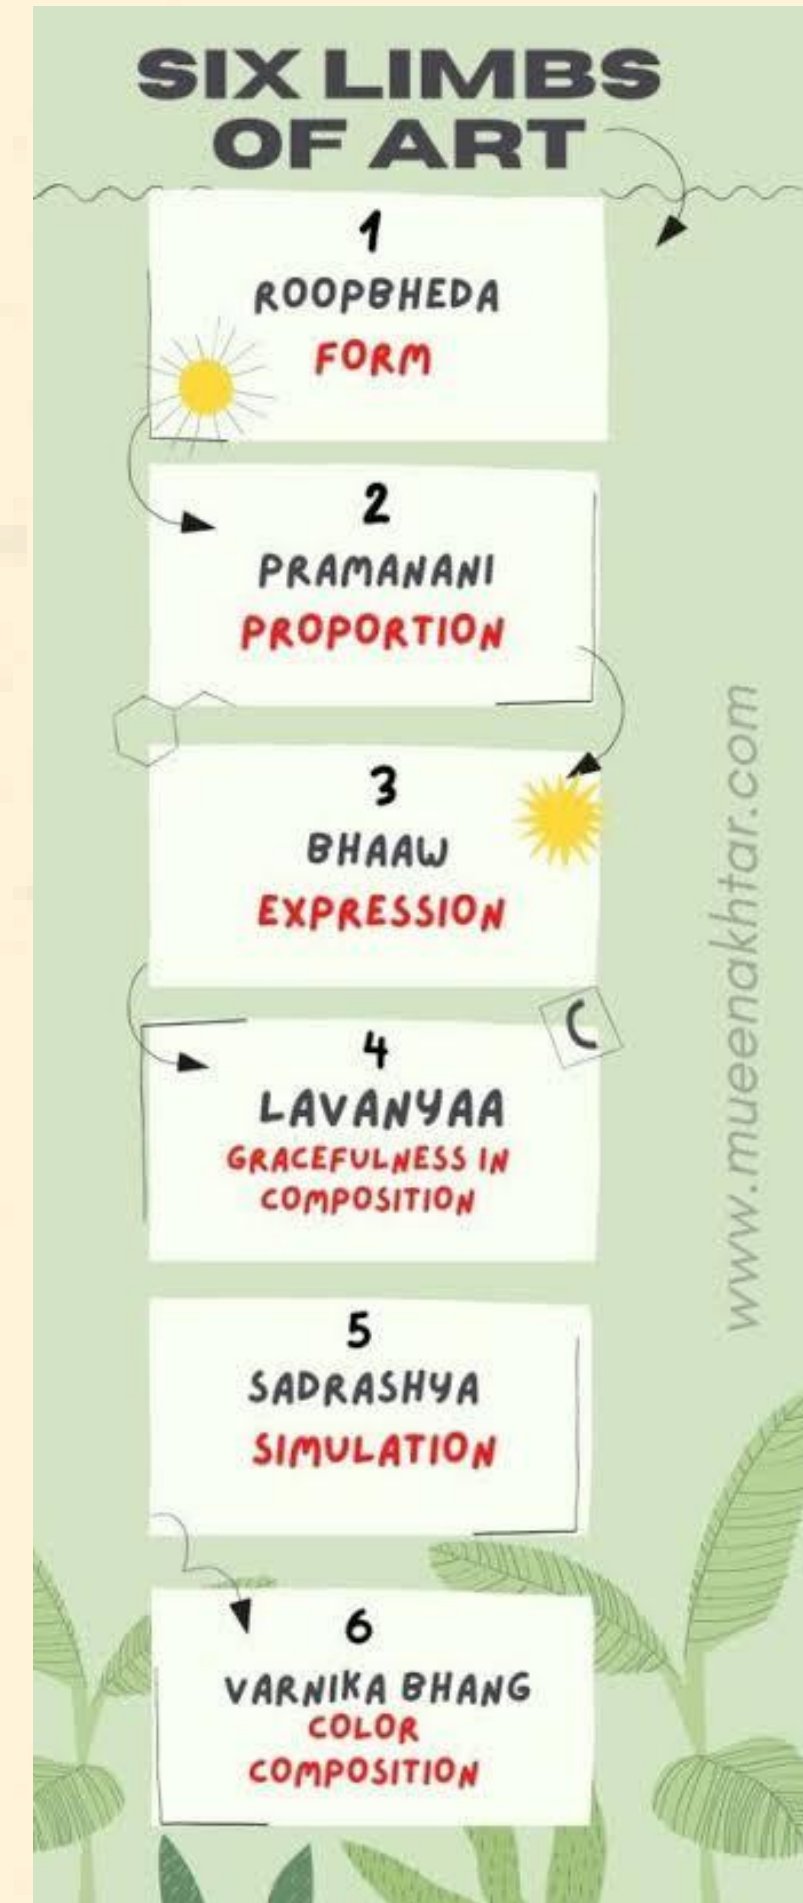 SIX LIMBS
OF ART
1
ROOPBHEDA
FORM
2
PRAMANANI
PROPORTION
3
BHAAW
EXPRESSION
4
LAVANYAA
GRACEFULNESS IN
COMPOSITION
5
SADRASHYA
SIMULATION
6
VARNIKA BHANG
COLOR
COMPOSITION
www.mueenakhtar.com